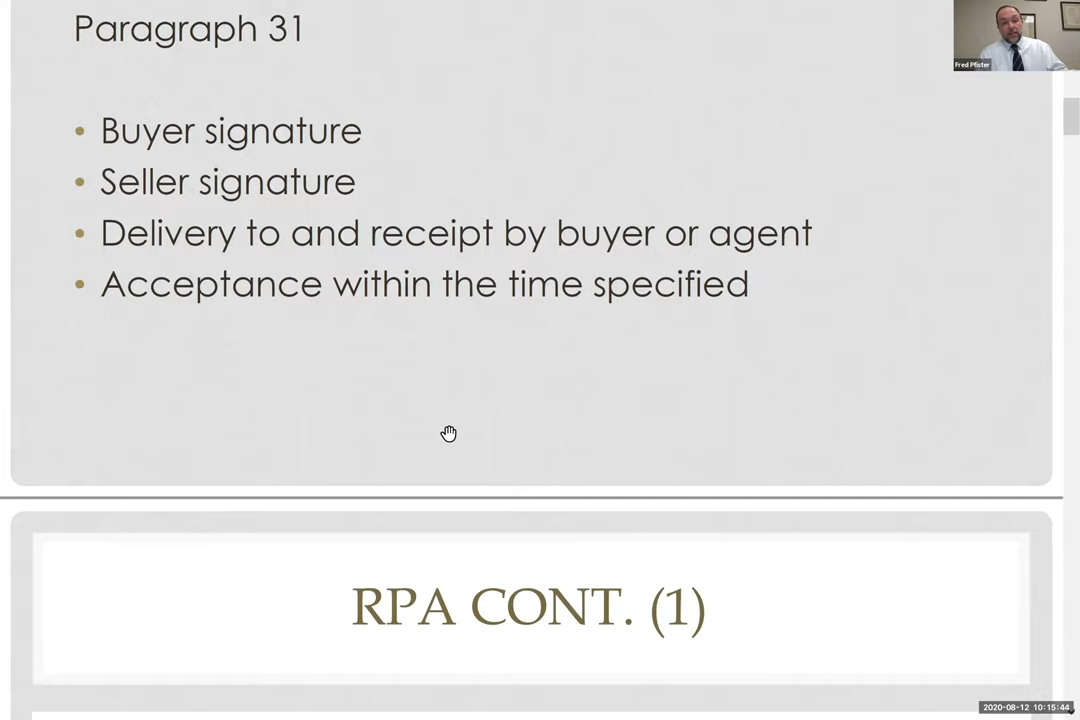 Paragraph 31
Fred Pfister
• Buyer signature
• Seller signature
• Delivery to and receipt by buyer or agent
• Acceptance within the time specified
RPA CONT. (1)
2020-08-12 10:15:44